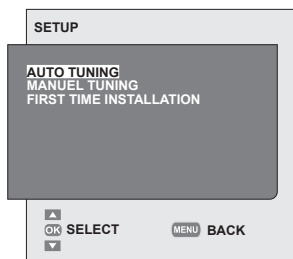 SETUP
AUTO TUNING
MANUEL TUNING
FIRST TIME INSTALLATION
OK SELECT
MENU BACK